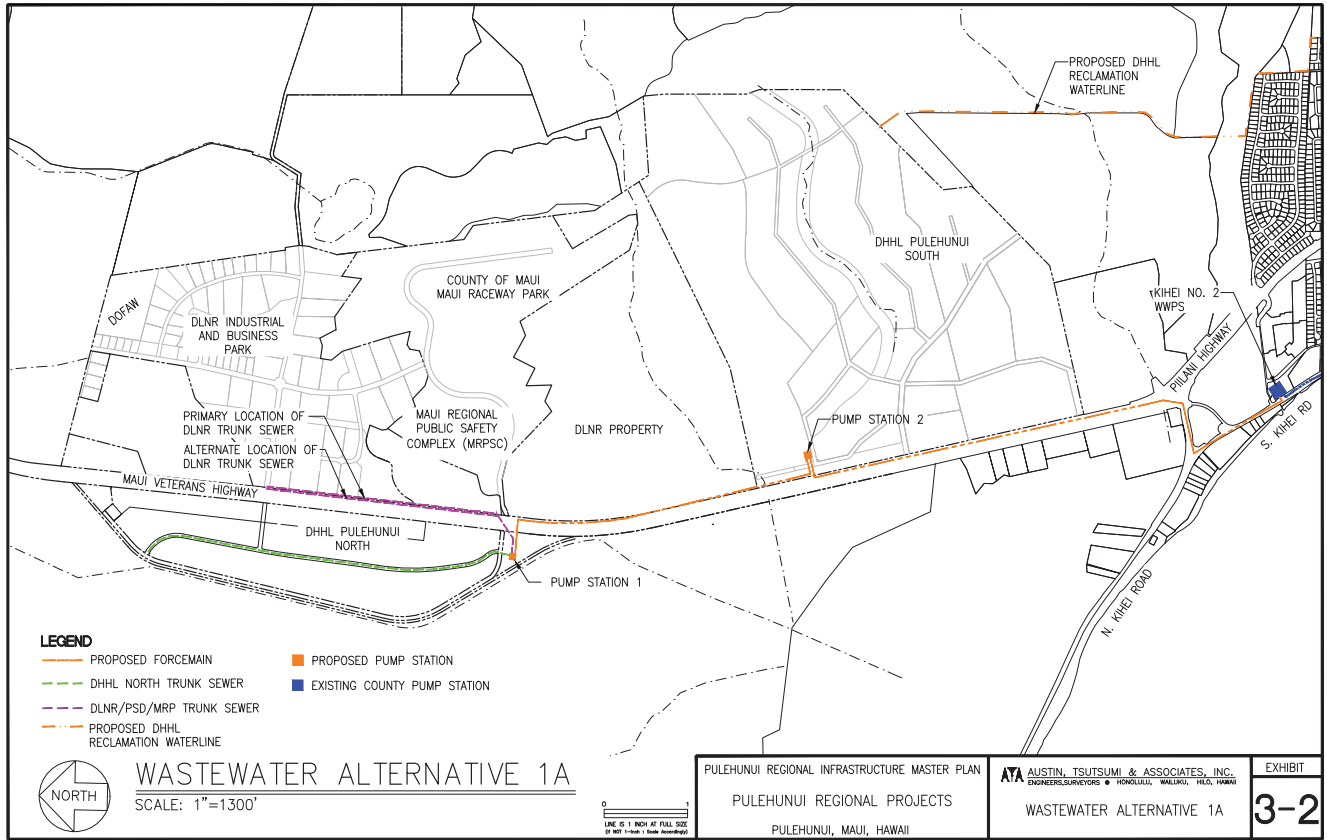 PROPOSED DHHL
RECLAMATION
WATERLINE
DHHL PULEHUNUI
SOUTH
COUNTY OF MAUI
MAUI RACEWAY PARK
KIHEI NO. 2
WWPS
DOFAW
DLNR INDUSTRIAL
AND BUSINESS
PARK
PIILANI HIGHWAY
PRIMARY LOCATION OF
DLNR TRUNK SEWER
ALTERNATE LOCATION OF
DLNR TRUNK SEWER
MAUI REGIONAL
PUBLIC SAFETY
COMPLEX (MRPSC)
DLNR PROPERTY
PUMP STATION 2
S. KIHEI RD
MAUI VETERANS HIGHWAY
DHHL PULEHUNUI
NORTH
PUMP STATION 1
N. KIHEI ROAD
LEGEND
PROPOSED FORCEMAIN
DHHL NORTH TRUNK SEWER
DLNR/PSD/MRP TRUNK SEWER
PROPOSED DHHL
RECLAMATION WATERLINE
PROPOSED PUMP STATION
EXISTING COUNTY PUMP STATION
NORTH
WASTEWATER ALTERNATIVE 1A
SCALE: 1"=1300'
0 1
LINE IS 1 INCH AT FULL SIZE
(IF NOT 1-Inch : Scale Accordingly)
PULEHUNUI REGIONAL INFRASTRUCTURE MASTER PLAN
PULEHUNUI REGIONAL PROJECTS
PULEHUNUI, MAUI, HAWAII
ATA AUSTIN, TSUTSUMI & ASSOCIATES, INC.
ENGINEERS,SURVEYORS • HONOLULU, WAILUKU, HILO, HAWAII
WASTEWATER ALTERNATIVE 1A
EXHIBIT
3-2